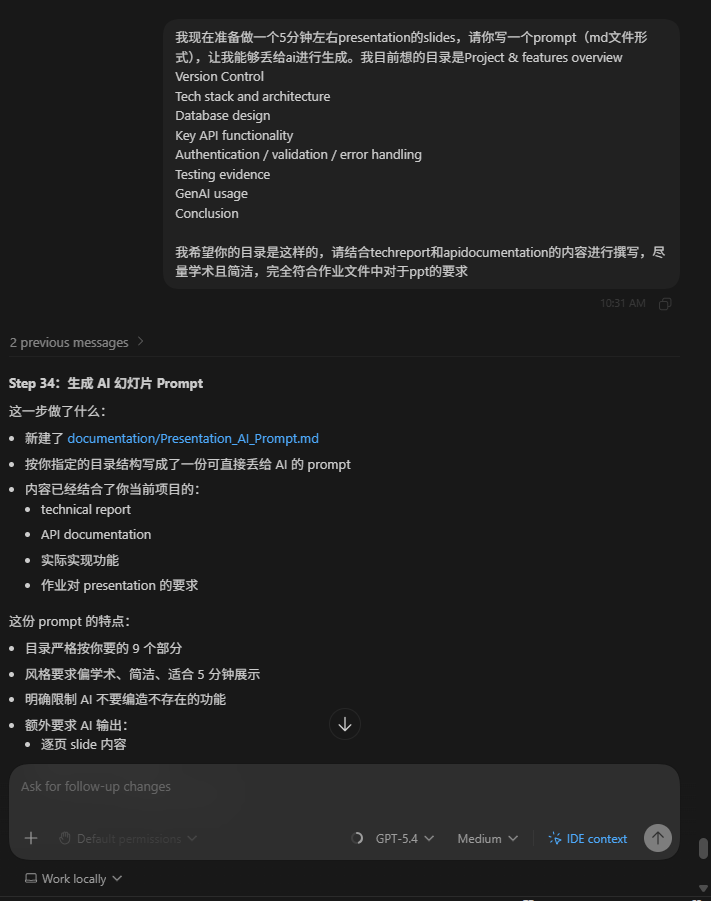 我现在准备做一个5分钟左右presentation的slides，请你写一个prompt（md文件形
式），让我能够丢给ai进行生成。我目前想的目录是Project & features overview
Version Control
Tech stack and architecture
Database design
Key API functionality
Authentication / validation / error handling
Testing evidence
GenAI usage
Conclusion
我希望你的目录是这样的，请结合techreport和apidocumentation的内容进行撰写，尽
量学术且简洁，完全符合作业文件中对于ppt的要求
10:31 AM
2 previous messages
Step 34：生成 AI 幻灯片 Prompt
这一步做了什么：
新建了 documentation/Presentation_AI_Prompt.md
按你指定的目录结构写成了一份可直接丢给 AI 的 prompt
内容已经结合了你当前项目的：
technical report
API documentation
实际实现功能
作业对 presentation 的要求
这份 prompt 的特点：
目录严格按你要的 9 个部分
风格要求偏学术、简洁、适合 5 分钟展示
明确限制 AI 不要编造不存在的功能
额外要求 AI 输出：
逐页 slide 内容
Ask for follow-up changes
Default permissions
GPT-5.4
Medium
IDE context
Work locally